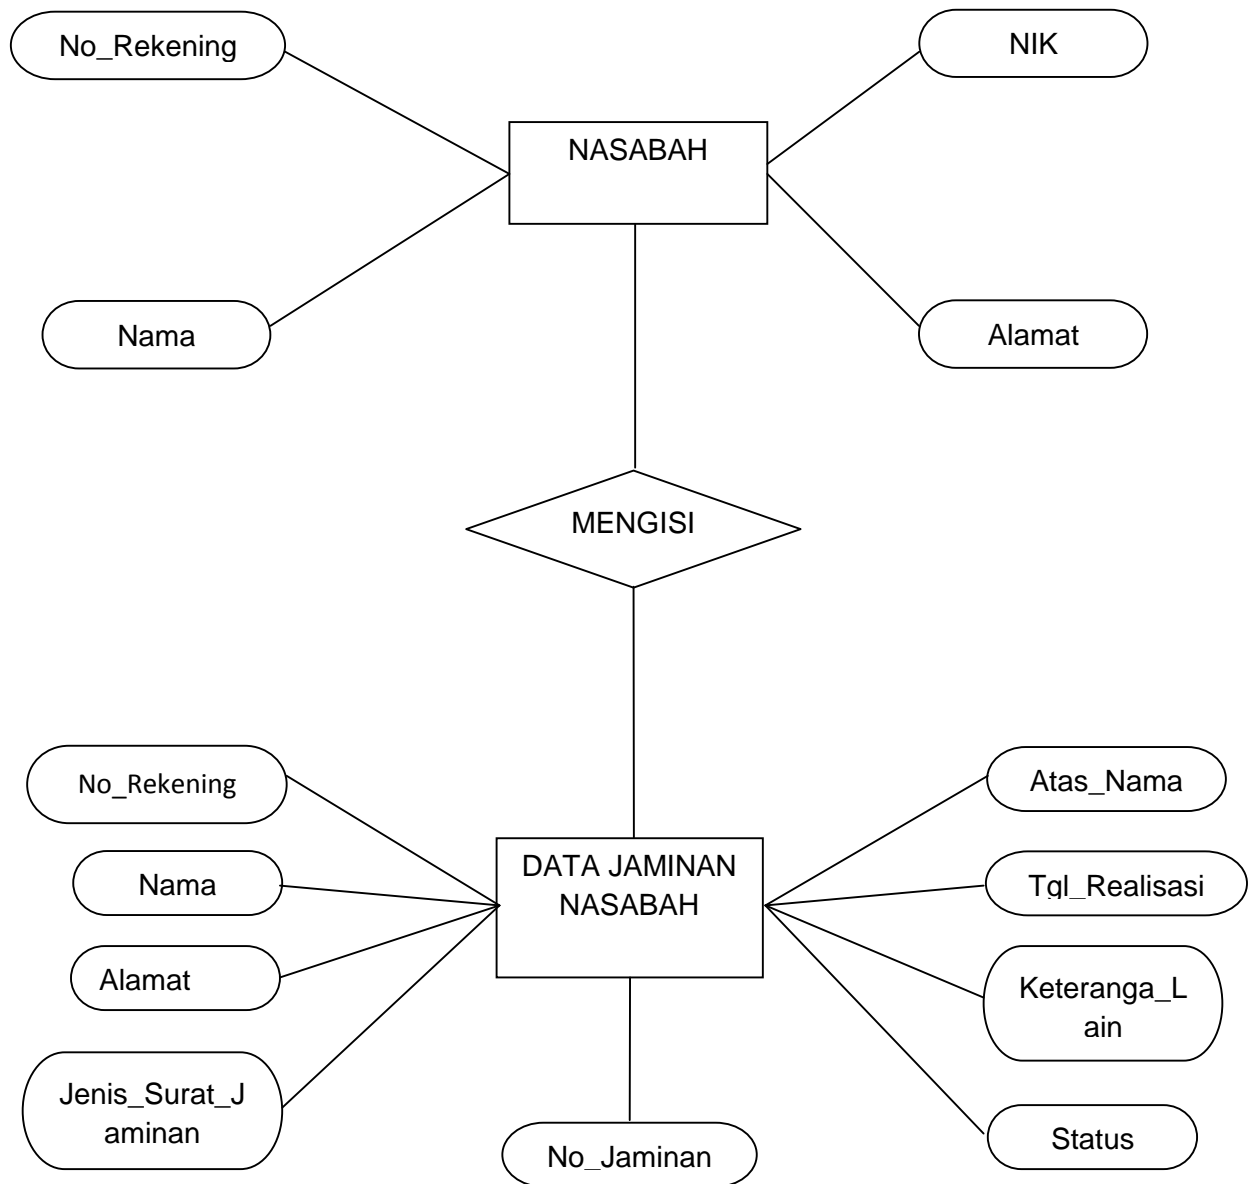 No_Rekening
NIK
NASABAH
Nama
Alamat
MENGISI
No_Rekening
Atas_Nama
DATA JAMINAN
NASABAH
Nama
Tgl_Realisasi
Alamat
Keteranga_L
ain
Jenis_Surat_J
aminan
No_Jaminan
Status